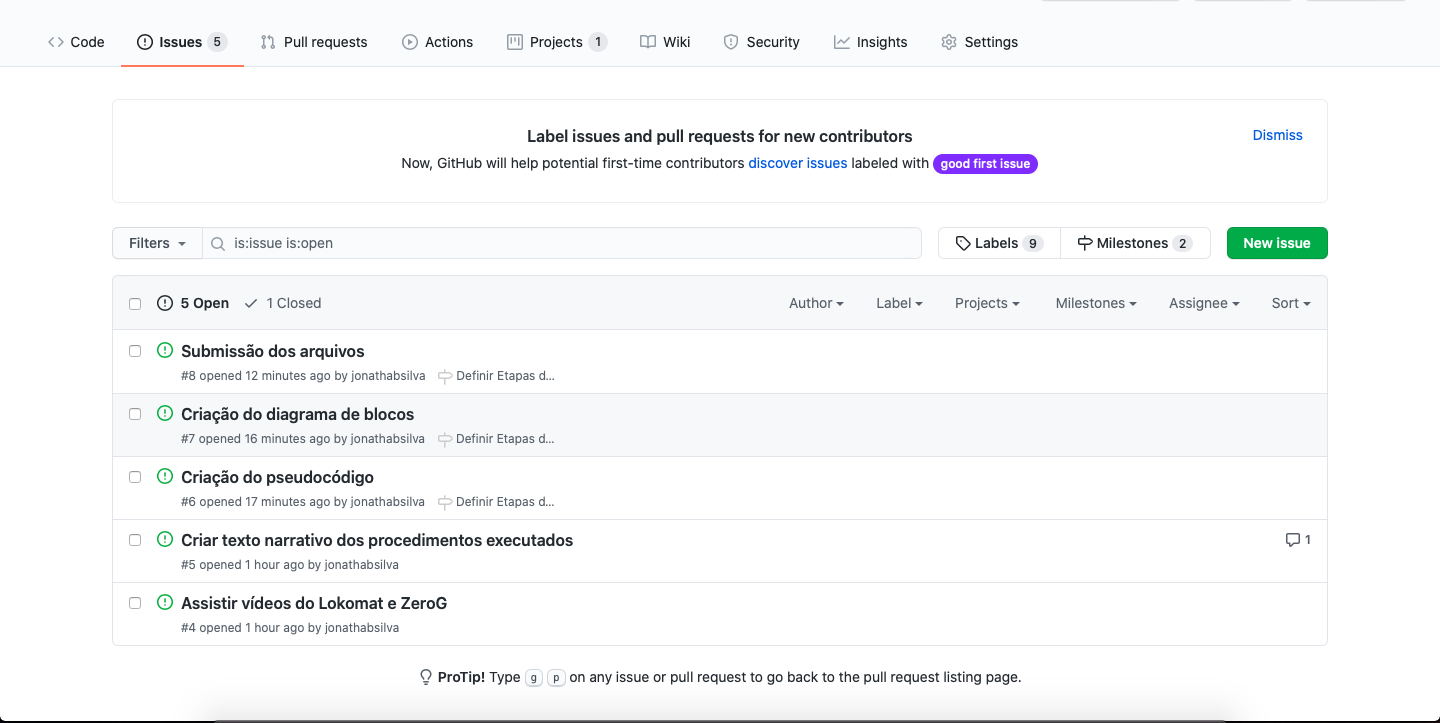 Code Issues 5 Pull requests Actions Projects 1 Wiki Security Insights Settings
Label issues and pull requests for new contributors
Dismiss
Now, GitHub will help potential first-time contributors discover issues labeled with good first issue
Filters is:issue is:open Labels 9 Milestones 2 New issue
5 Open 1 Closed Author Label Projects Milestones Assignee Sort
Submissão dos arquivos
#8 opened 12 minutes ago by jonathabsilva Definir Etapas d...
Criação do diagrama de blocos
#7 opened 16 minutes ago by jonathabsilva Definir Etapas d...
Criação do pseudocódigo
#6 opened 17 minutes ago by jonathabsilva Definir Etapas d...
Criar texto narrativo dos procedimentos executados 1
#5 opened 1 hour ago by jonathabsilva
Assistir vídeos do Lokomat e ZeroG
#4 opened 1 hour ago by jonathabsilva
ProTip! Type g p on any issue or pull request to go back to the pull request listing page.